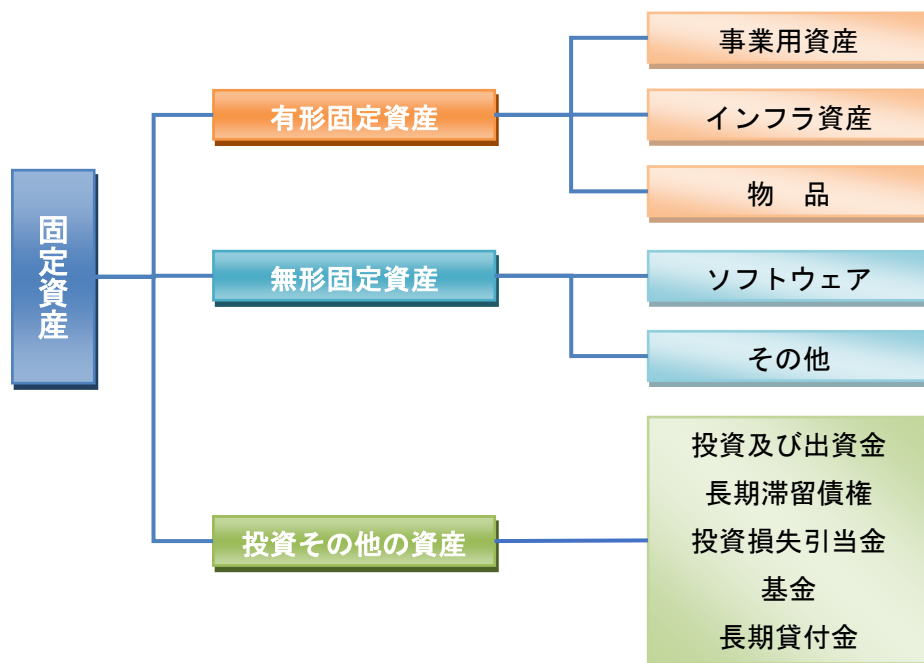 固定資産
有形固定資産
事業用資産
インフラ資産
物　品
無形固定資産
ソフトウェア
その他
投資その他の資産
投資及び出資金
長期滞留債権
投資損失引当金
基金
長期貸付金